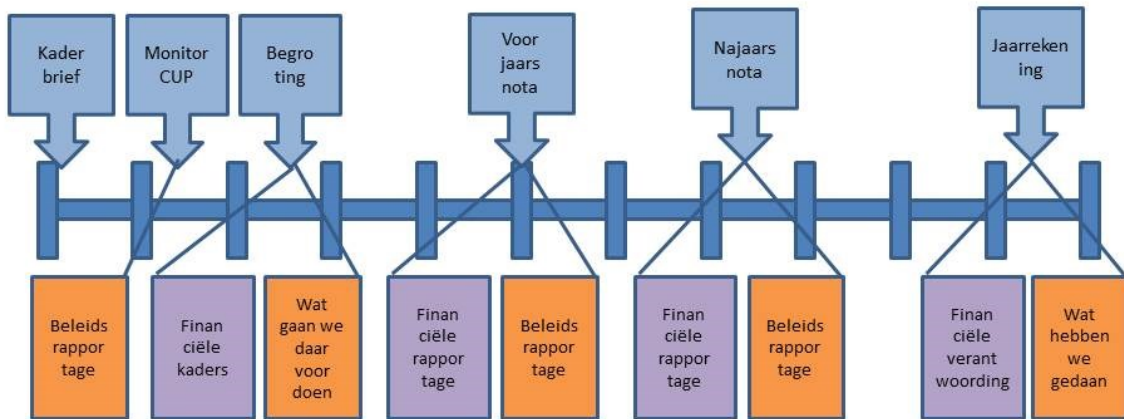 Kader
brief
Monitor
CUP
Begro
ting
Voor
jaars
nota
Najaars
nota
Jaarreken
ing
Beleids
rappor
tage
Finan
ciële
kaders
Wat
gaan we
daar
voor
doen
Finan
ciële
rappor
tage
Beleids
rappor
tage
Finan
ciële
rappor
tage
Beleids
rappor
tage
Finan
ciële
verant
woording
Wat
hebben
we
gedaan